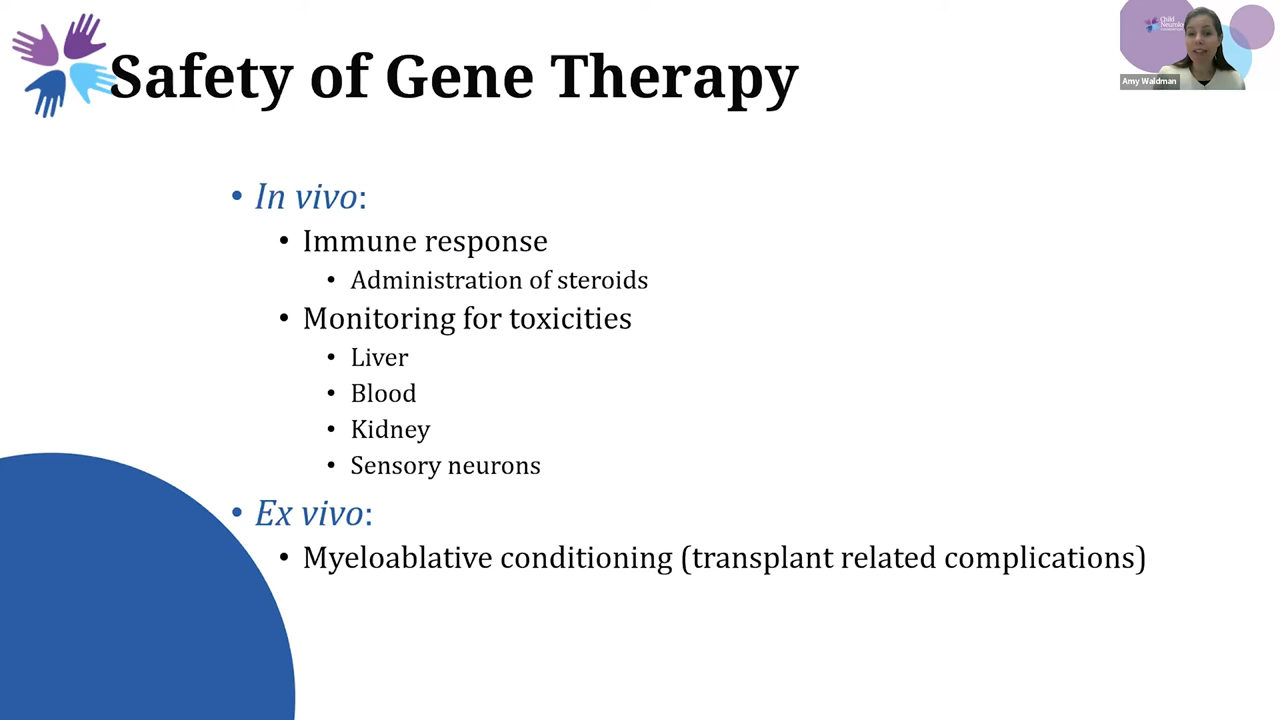 Safety of Gene Therapy
Child
Amy Waldman
• In vivo:
• Immune response
• Administration of steroids
• Monitoring for toxicities
• Liver
• Blood
• Kidney
• Sensory neurons
• Ex vivo:
• Myeloablative conditioning (transplant related complications)